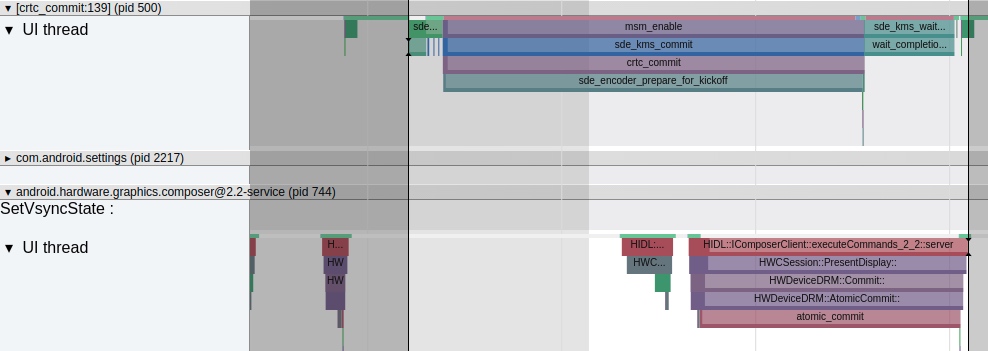 ▼ [crtc_commit:139] (pid 500)
▼ UI thread
sde...
msm_enable
sde_kms_wait...
sde_kms_commit
wait_completio...
crtc_commit
sde_encoder_prepare_for_kickoff
▸ com.android.settings (pid 2217)
▼ android.hardware.graphics.composer@2.2-service (pid 744)
SetVsyncState :
▼ UI thread
H...
HIDL:...
HIDL::IComposerClient::executeCommands_2_2::server
HW
HWC...
HWCSession::PresentDisplay::
HW
HWDeviceDRM::Commit::
HWDeviceDRM::AtomicCommit::
atomic_commit